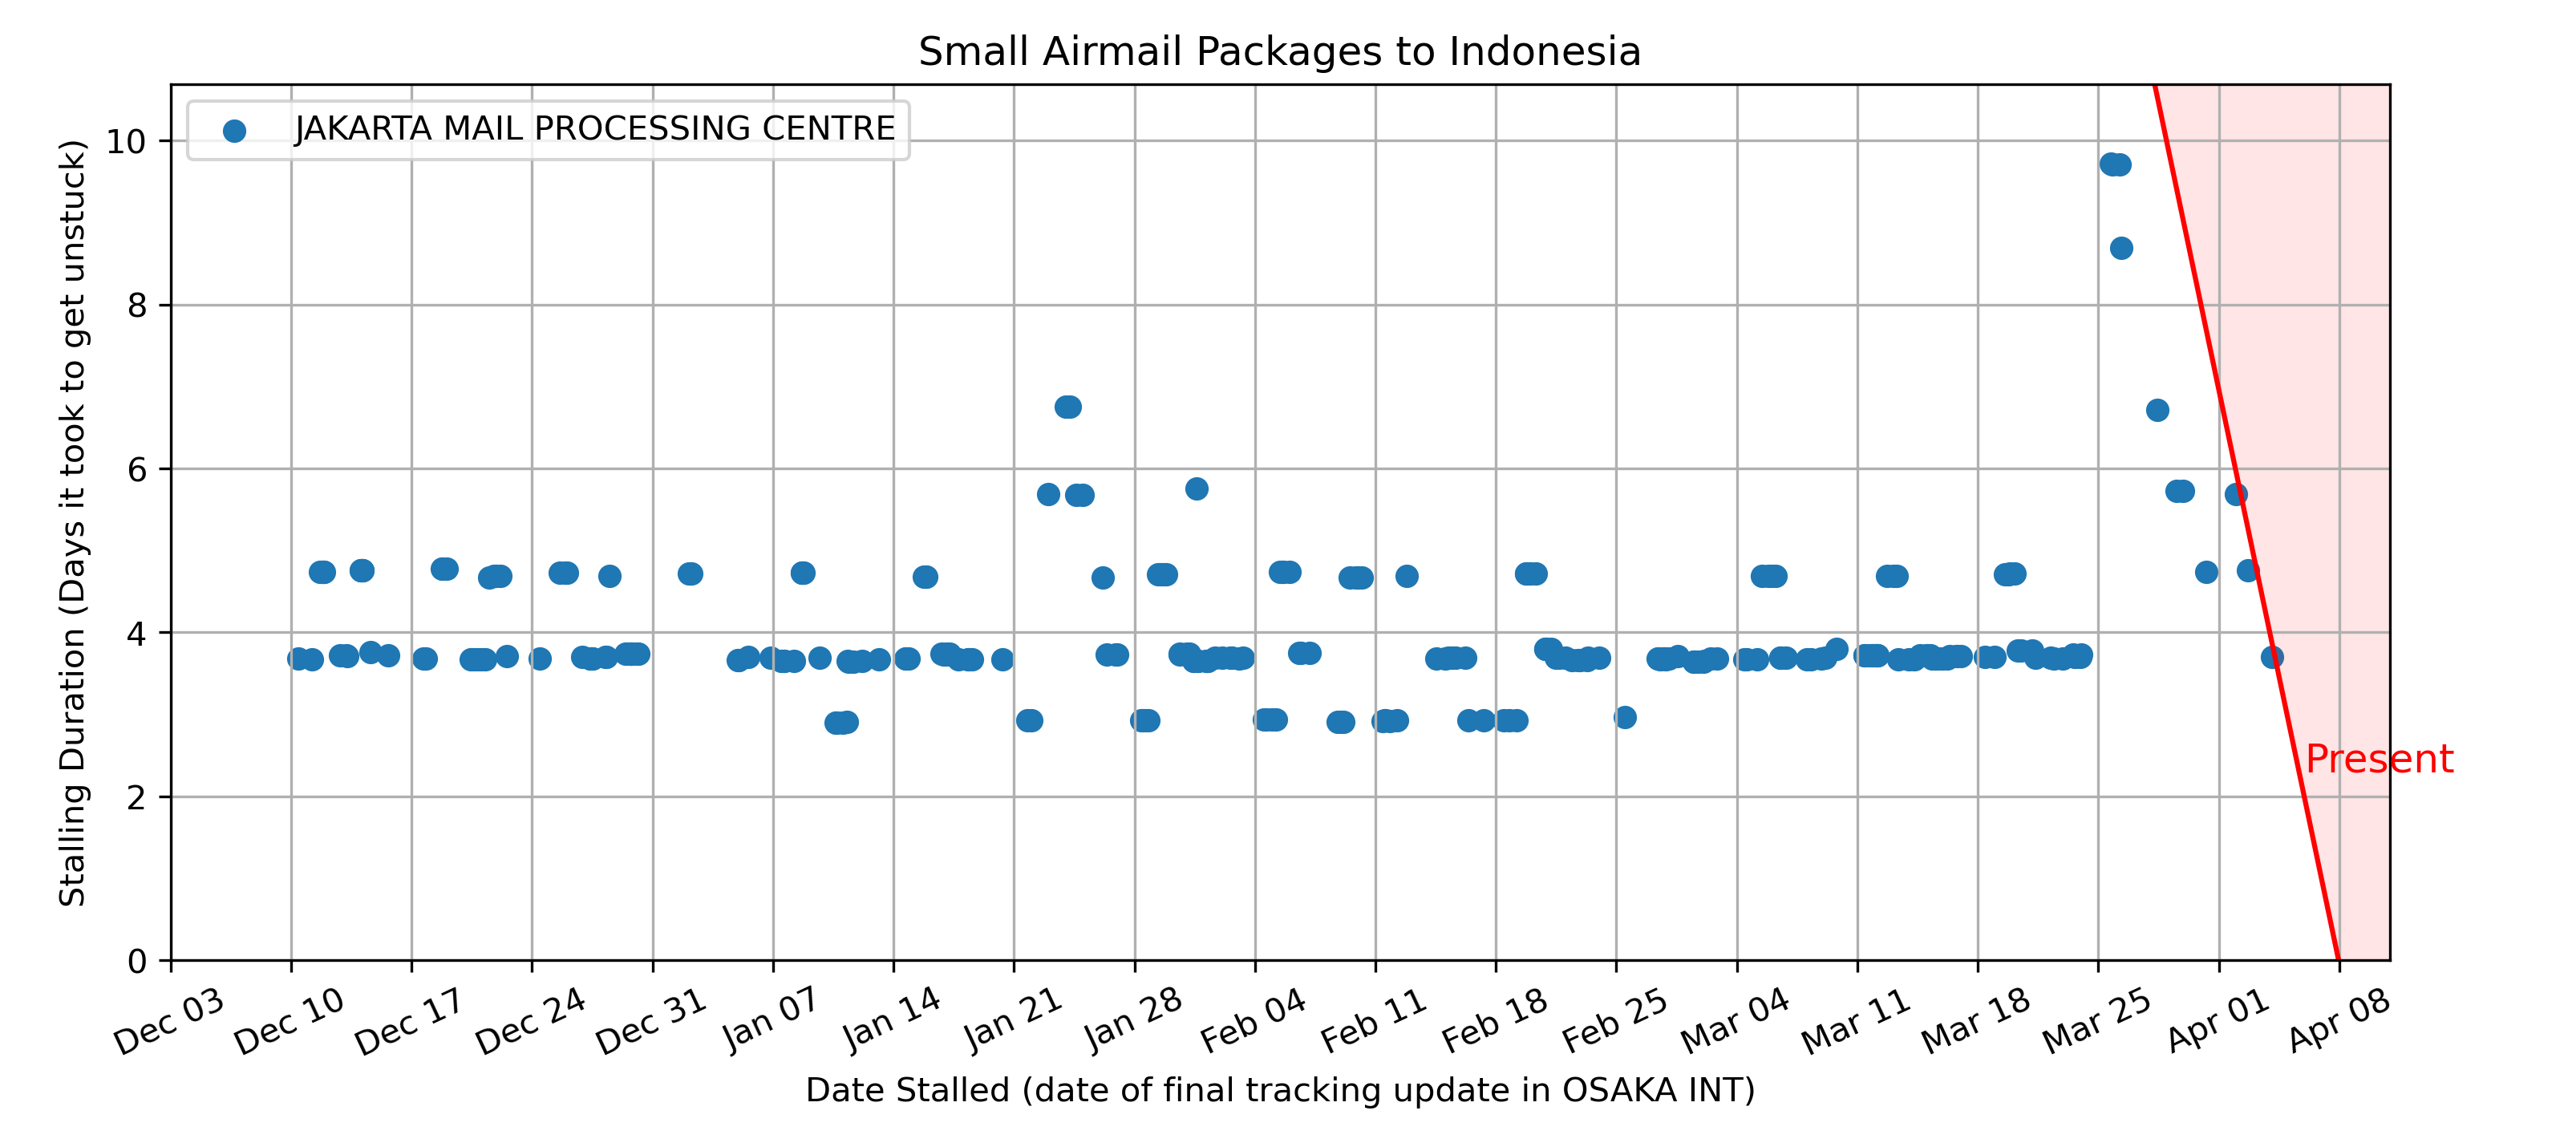 Small Airmail Packages to Indonesia
JAKARTA MAIL PROCESSING CENTRE
Stalling Duration (Days it took to get unstuck)
10
8
6
4
2
0
Present
Dec 03
Dec 10
Dec 17
Dec 24
Dec 31
Jan 07
Jan 14
Jan 21
Jan 28
Feb 04
Feb 11
Feb 18
Feb 25
Mar 04
Mar 11
Mar 18
Mar 25
Apr 01
Apr 08
Date Stalled (date of final tracking update in OSAKA INT)